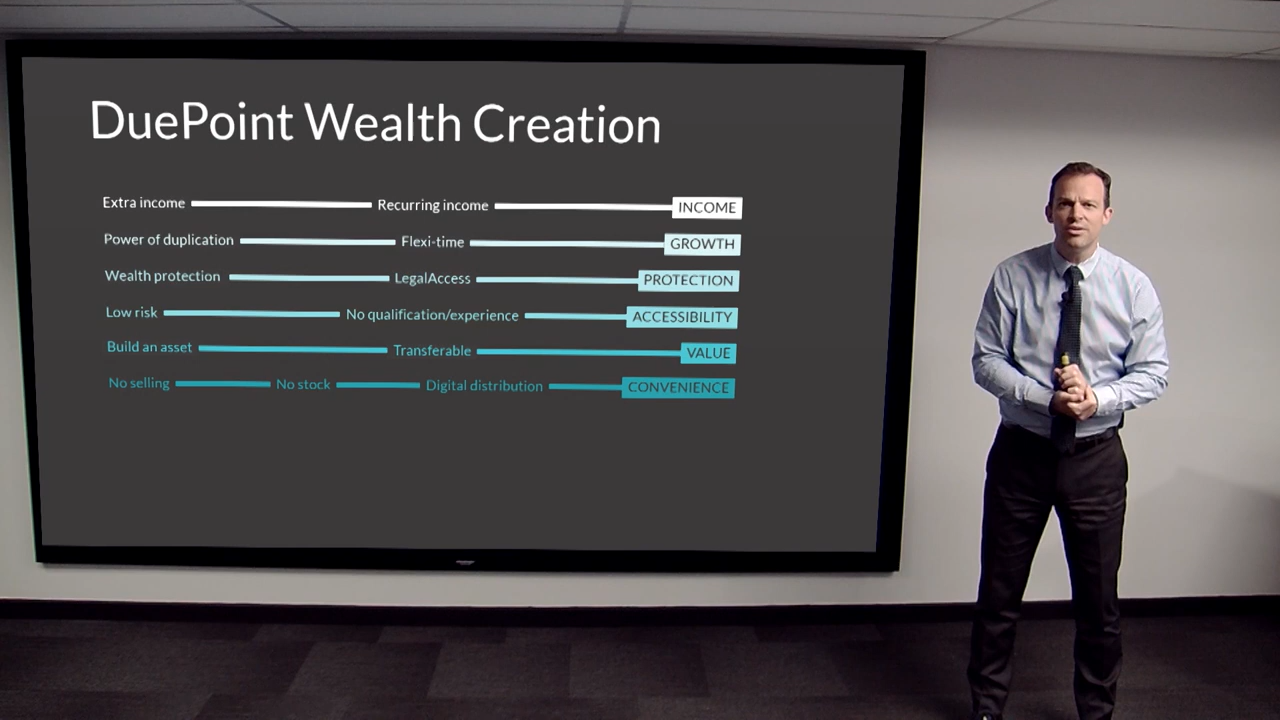 DuePoint Wealth Creation
Extra income Recurring income INCOME
Power of duplication Flexi-time GROWTH
Wealth protection LegalAccess PROTECTION
Low risk No qualification/experience ACCESSIBILITY
Build an asset Transferable VALUE
No selling No stock Digital distribution CONVENIENCE